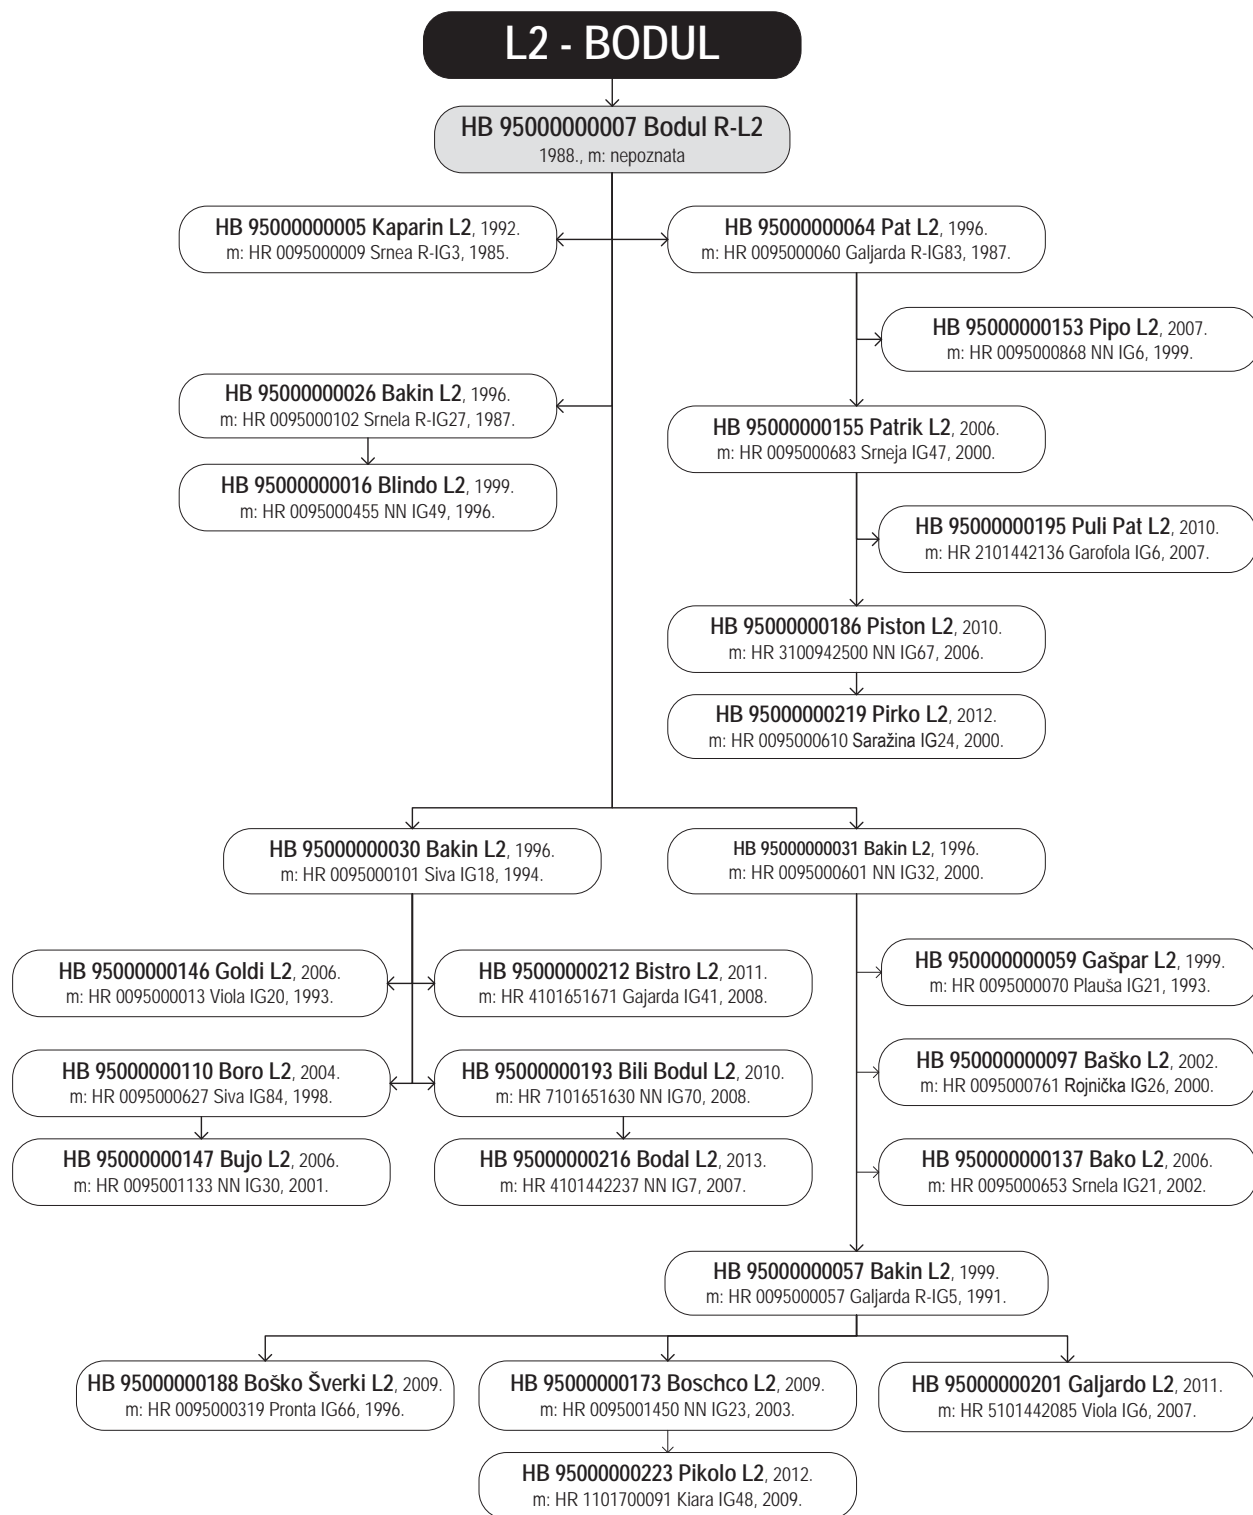 L2 - BODUL
HB 95000000007 Bodul R-L2
1988., m: nepoznata
HB 95000000005 Kaparin L2, 1992.
m: HR 0095000009 Srnea R-IG3, 1985.
HB 95000000064 Pat L2, 1996.
m: HR 0095000060 Galjarda R-IG83, 1987.
HB 95000000153 Pipo L2, 2007.
m: HR 0095000868 NN IG6, 1999.
HB 95000000026 Bakin L2, 1996.
m: HR 0095000102 Srnela R-IG27, 1987.
HB 95000000155 Patrik L2, 2006.
m: HR 0095000683 Srneja IG47, 2000.
HB 95000000016 Blindo L2, 1999.
m: HR 0095000455 NN IG49, 1996.
HB 95000000195 Puli Pat L2, 2010.
m: HR 2101442136 Garofola IG6, 2007.
HB 95000000186 Piston L2, 2010.
m: HR 3100942500 NN IG67, 2006.
HB 95000000219 Pirko L2, 2012.
m: HR 0095000610 Saražina IG24, 2000.
HB 95000000030 Bakin L2, 1996.
m: HR 0095000101 Siva IG18, 1994.
HB 95000000031 Bakin L2, 1996.
m: HR 0095000601 NN IG32, 2000.
HB 95000000146 Goldi L2, 2006.
m: HR 0095000013 Viola IG20, 1993.
HB 95000000212 Bistro L2, 2011.
m: HR 4101651671 Gajarda IG41, 2008.
HB 950000000059 Gašpar L2, 1999.
m: HR 0095000070 Plauša IG21, 1993.
HB 95000000110 Boro L2, 2004.
m: HR 0095000627 Siva IG84, 1998.
HB 95000000193 Bili Bodul L2, 2010.
m: HR 7101651630 NN IG70, 2008.
HB 950000000097 Baško L2, 2002.
m: HR 0095000761 Rojnička IG26, 2000.
HB 95000000147 Bujo L2, 2006.
m: HR 0095001133 NN IG30, 2001.
HB 95000000216 Bodal L2, 2013.
m: HR 4101442237 NN IG7, 2007.
HB 95000000137 Bako L2, 2006.
m: HR 0095000653 Srnela IG21, 2002.
HB 95000000057 Bakin L2, 1999.
m: HR 0095000057 Galjarda R-IG5, 1991.
HB 95000000188 Boško Šverki L2, 2009.
m: HR 0095000319 Pronta IG66, 1996.
HB 95000000173 Boschco L2, 2009.
m: HR 0095001450 NN IG23, 2003.
HB 95000000201 Galjardo L2, 2011.
m: HR 5101442085 Viola IG6, 2007.
HB 95000000223 Pikolo L2, 2012.
m: HR 1101700091 Kiara IG48, 2009.